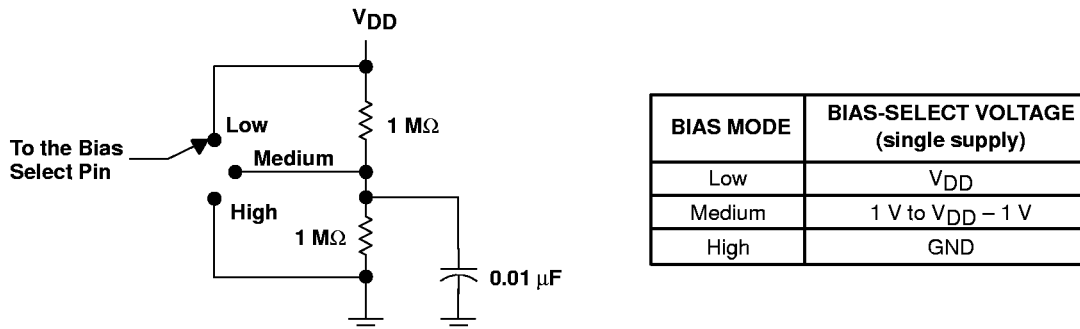 VDD
Low
1 MΩ
To the Bias
Select Pin
Medium
High
1 MΩ
0.01 μF
BIAS MODE
BIAS-SELECT VOLTAGE
(single supply)
Low
VDD
Medium
1 V to VDD – 1 V
High
GND